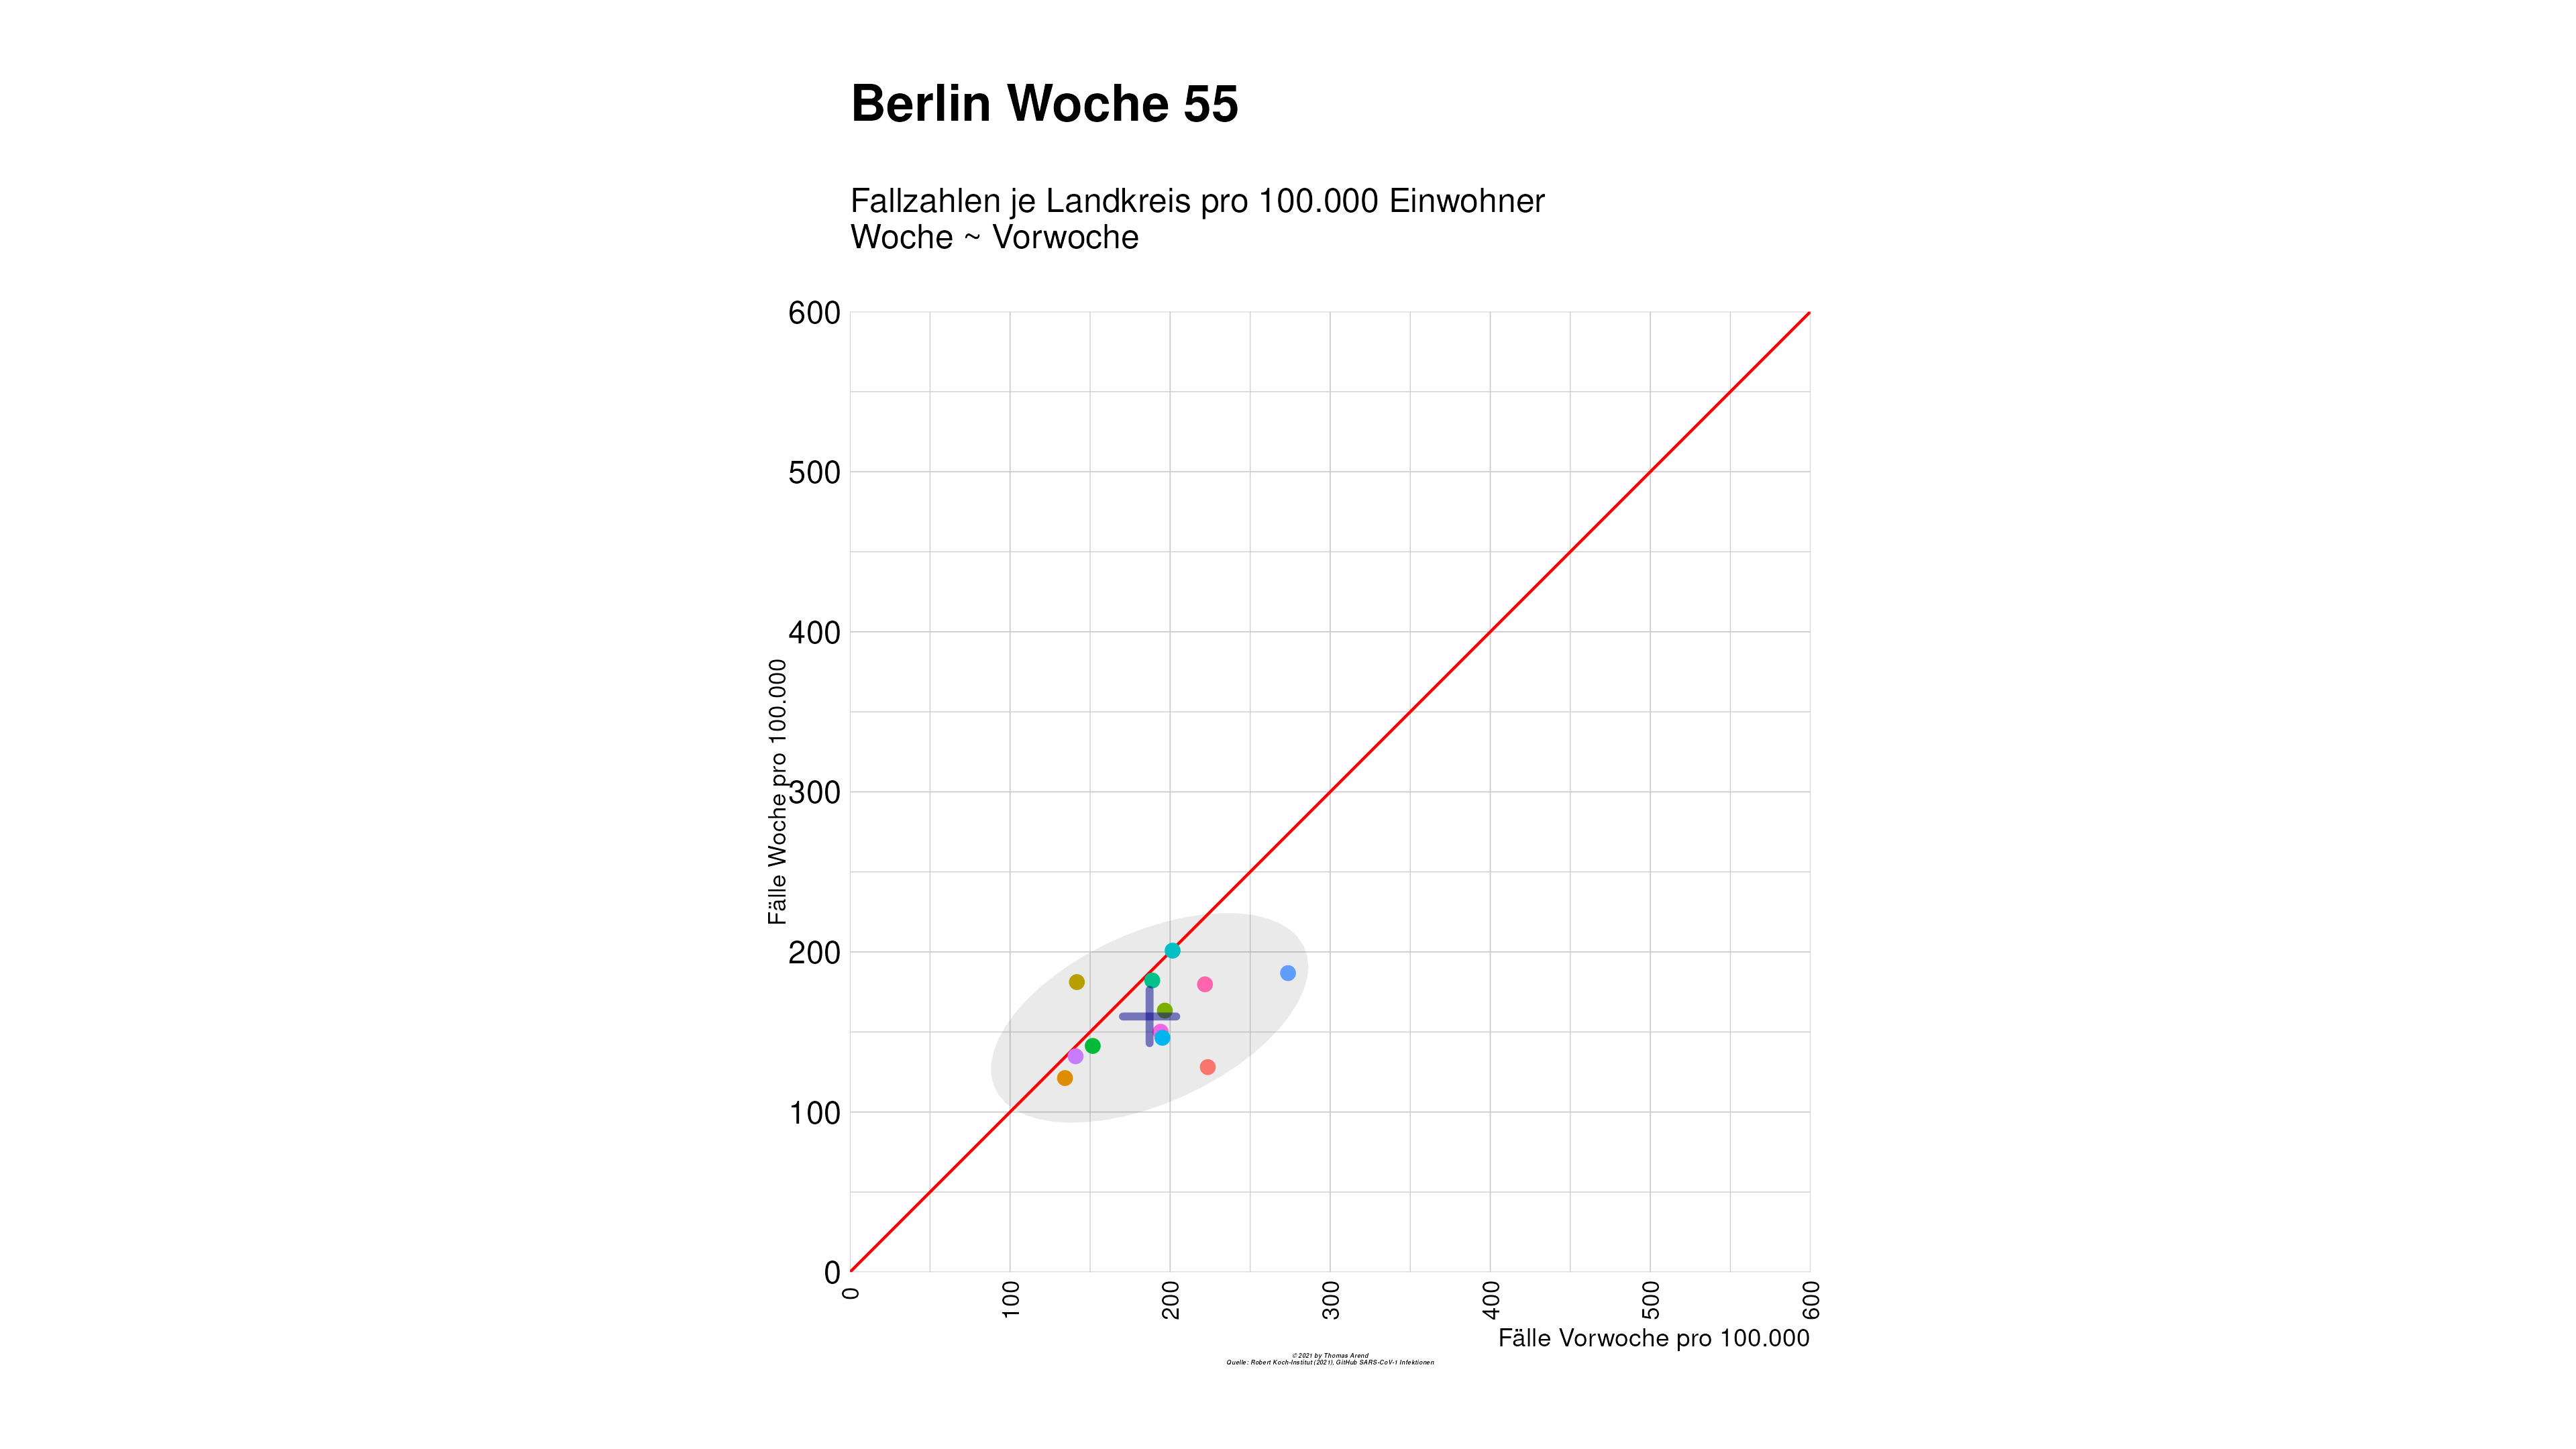 Berlin Woche 55
Fallzahlen je Landkreis pro 100.000 Einwohner
Woche ~ Vorwoche
600
500
400
300
200
100
0
Fälle Woche pro 100.000
0
100
200
300
400
500
600
Fälle Vorwoche pro 100.000
© 2021 by Thomas Arend
Quelle: Robert Koch-Institut (2021), GitHub SARS-CoV-1 Infektionen